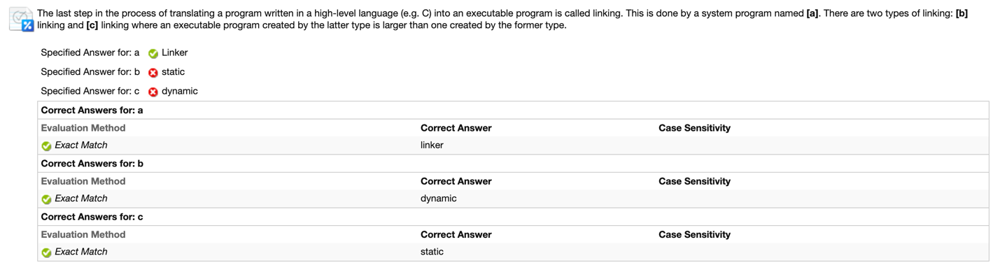 The last step in the process of translating a program written in a high-level language (e.g. C) into an executable program is called linking. This is done by a system program named [a]. There are two types of linking: [b]
linking and [c] linking where an executable program created by the latter type is larger than one created by the former type.
Specified Answer for: a Linker
Specified Answer for: b static
Specified Answer for: c dynamic
Correct Answers for: a
Evaluation Method Correct Answer Case Sensitivity
Exact Match linker
Correct Answers for: b
Evaluation Method Correct Answer Case Sensitivity
Exact Match dynamic
Correct Answers for: c
Evaluation Method Correct Answer Case Sensitivity
Exact Match static